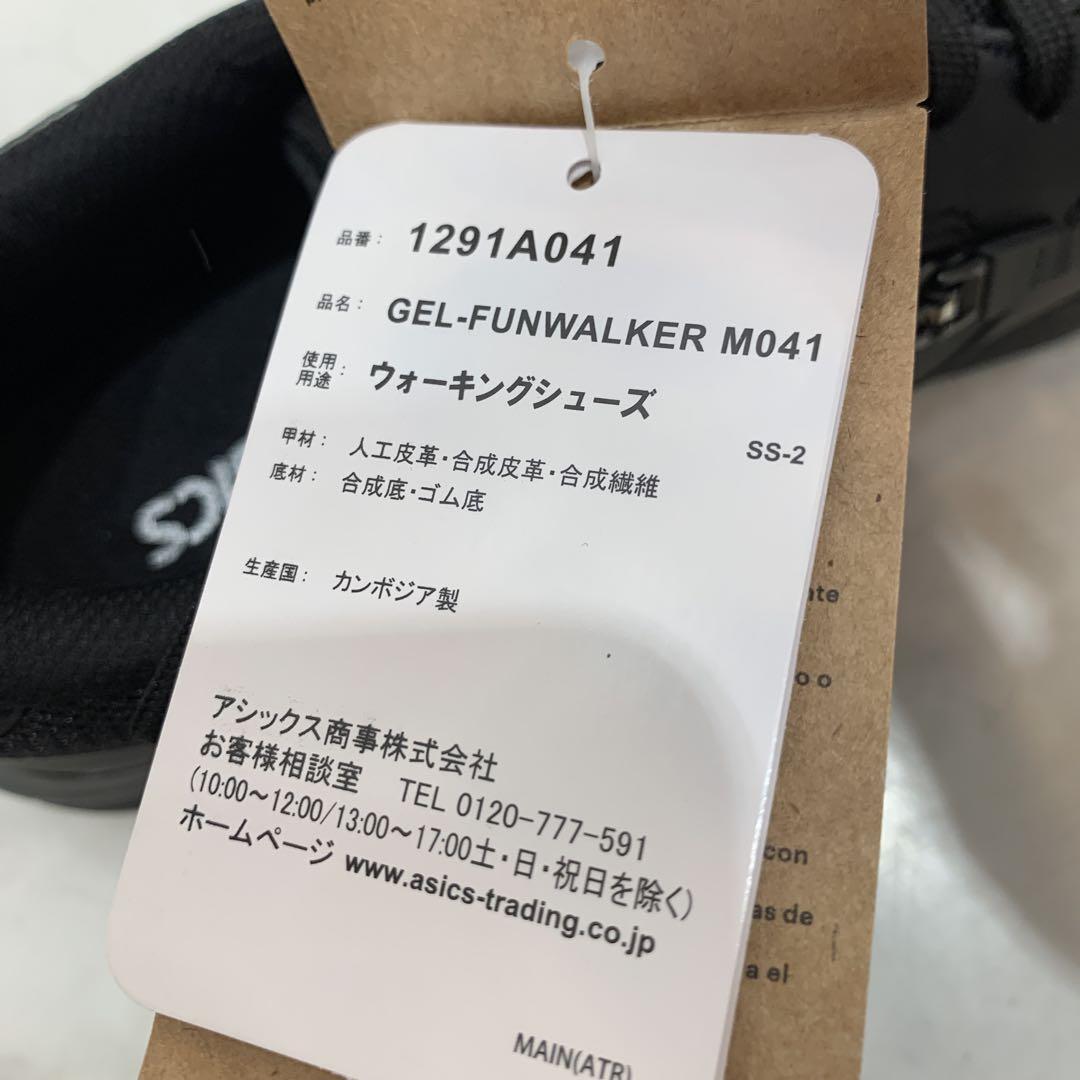 品番： 1291A041
品名： GEL-FUNWALKER M041
使用用途： ウォーキングシューズ
SS-2
甲材： 人工皮革・合成皮革・合成繊維
底材： 合成底・ゴム底
生産国： カンボジア製
アシックス商事株式会社
お客様相談室 TEL 0120-777-591
(10:00～12:00/13:00～17:00土・日・祝日を除く)
ホームページ www.asics-trading.co.jp
MAIN(ATR)
o o
con
as de
a el